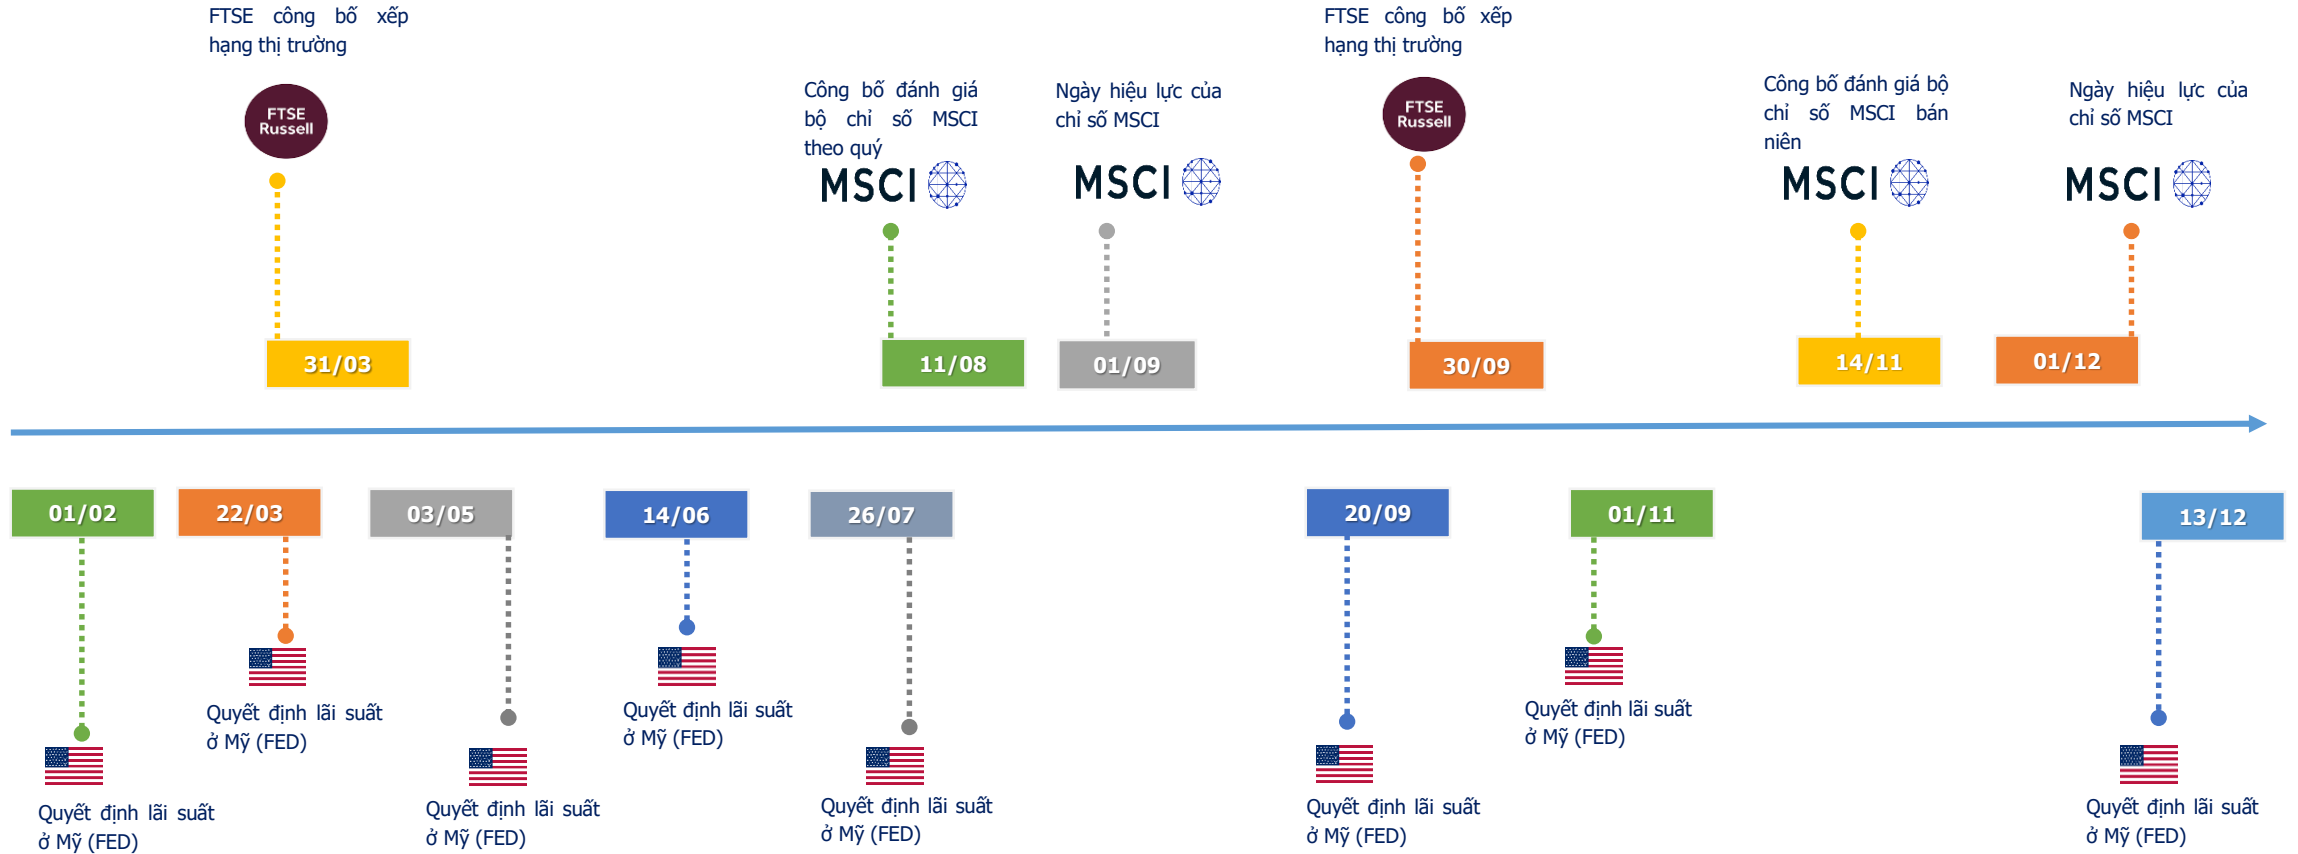 FTSE công bố xếp
hạng thị trường
FTSE
Russell
31/03
Công bố đánh giá
bộ chỉ số MSCI
theo quý
MSCI
11/08
Ngày hiệu lực của
chỉ số MSCI
MSCI
01/09
FTSE công bố xếp
hạng thị trường
FTSE
Russell
30/09
Công bố đánh giá bộ
chỉ số MSCI bán
niên
MSCI
14/11
Ngày hiệu lực của
chỉ số MSCI
MSCI
01/12
01/02
Quyết định lãi suất
ở Mỹ (FED)
22/03
Quyết định lãi suất
ở Mỹ (FED)
03/05
Quyết định lãi suất
ở Mỹ (FED)
14/06
Quyết định lãi suất
ở Mỹ (FED)
26/07
Quyết định lãi suất
ở Mỹ (FED)
20/09
Quyết định lãi suất
ở Mỹ (FED)
01/11
Quyết định lãi suất
ở Mỹ (FED)
13/12
Quyết định lãi suất
ở Mỹ (FED)